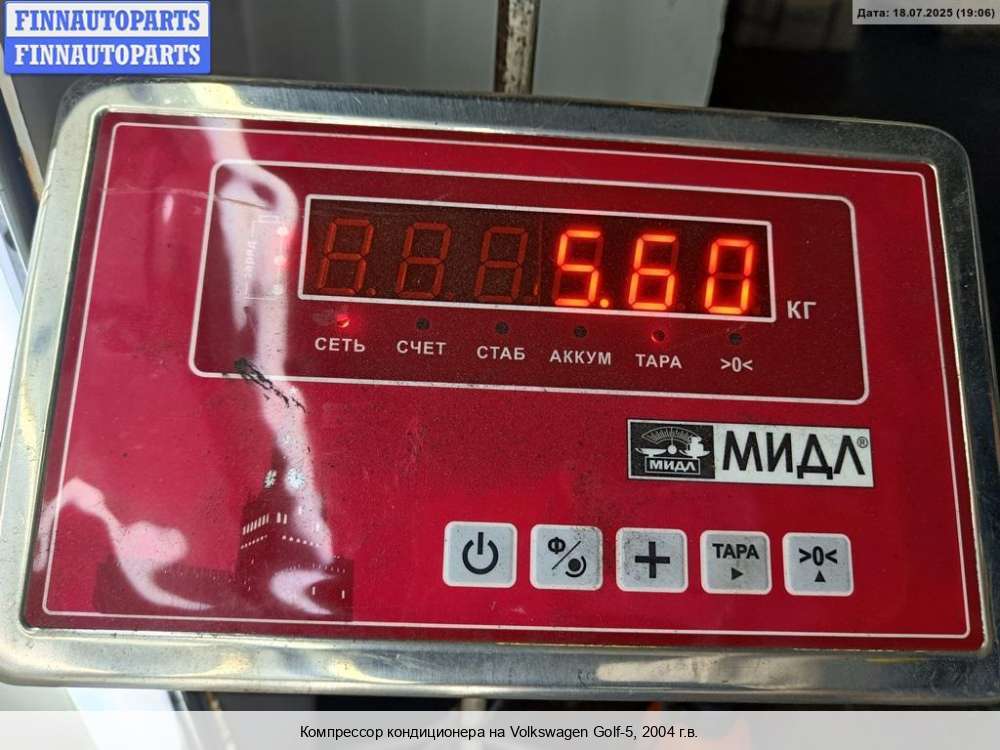 FINNAUTOPARTS
FINNAUTOPARTS
Дата: 18.07.2025 (19:06)
заряд
5.60
КГ
СЕТЬ СЧЕТ СТАБ АККУМ ТАРА >0<
МИДЛ МИДЛ®
Ф ТАРА >0<
Компрессор кондиционера на Volkswagen Golf-5, 2004 г.в.